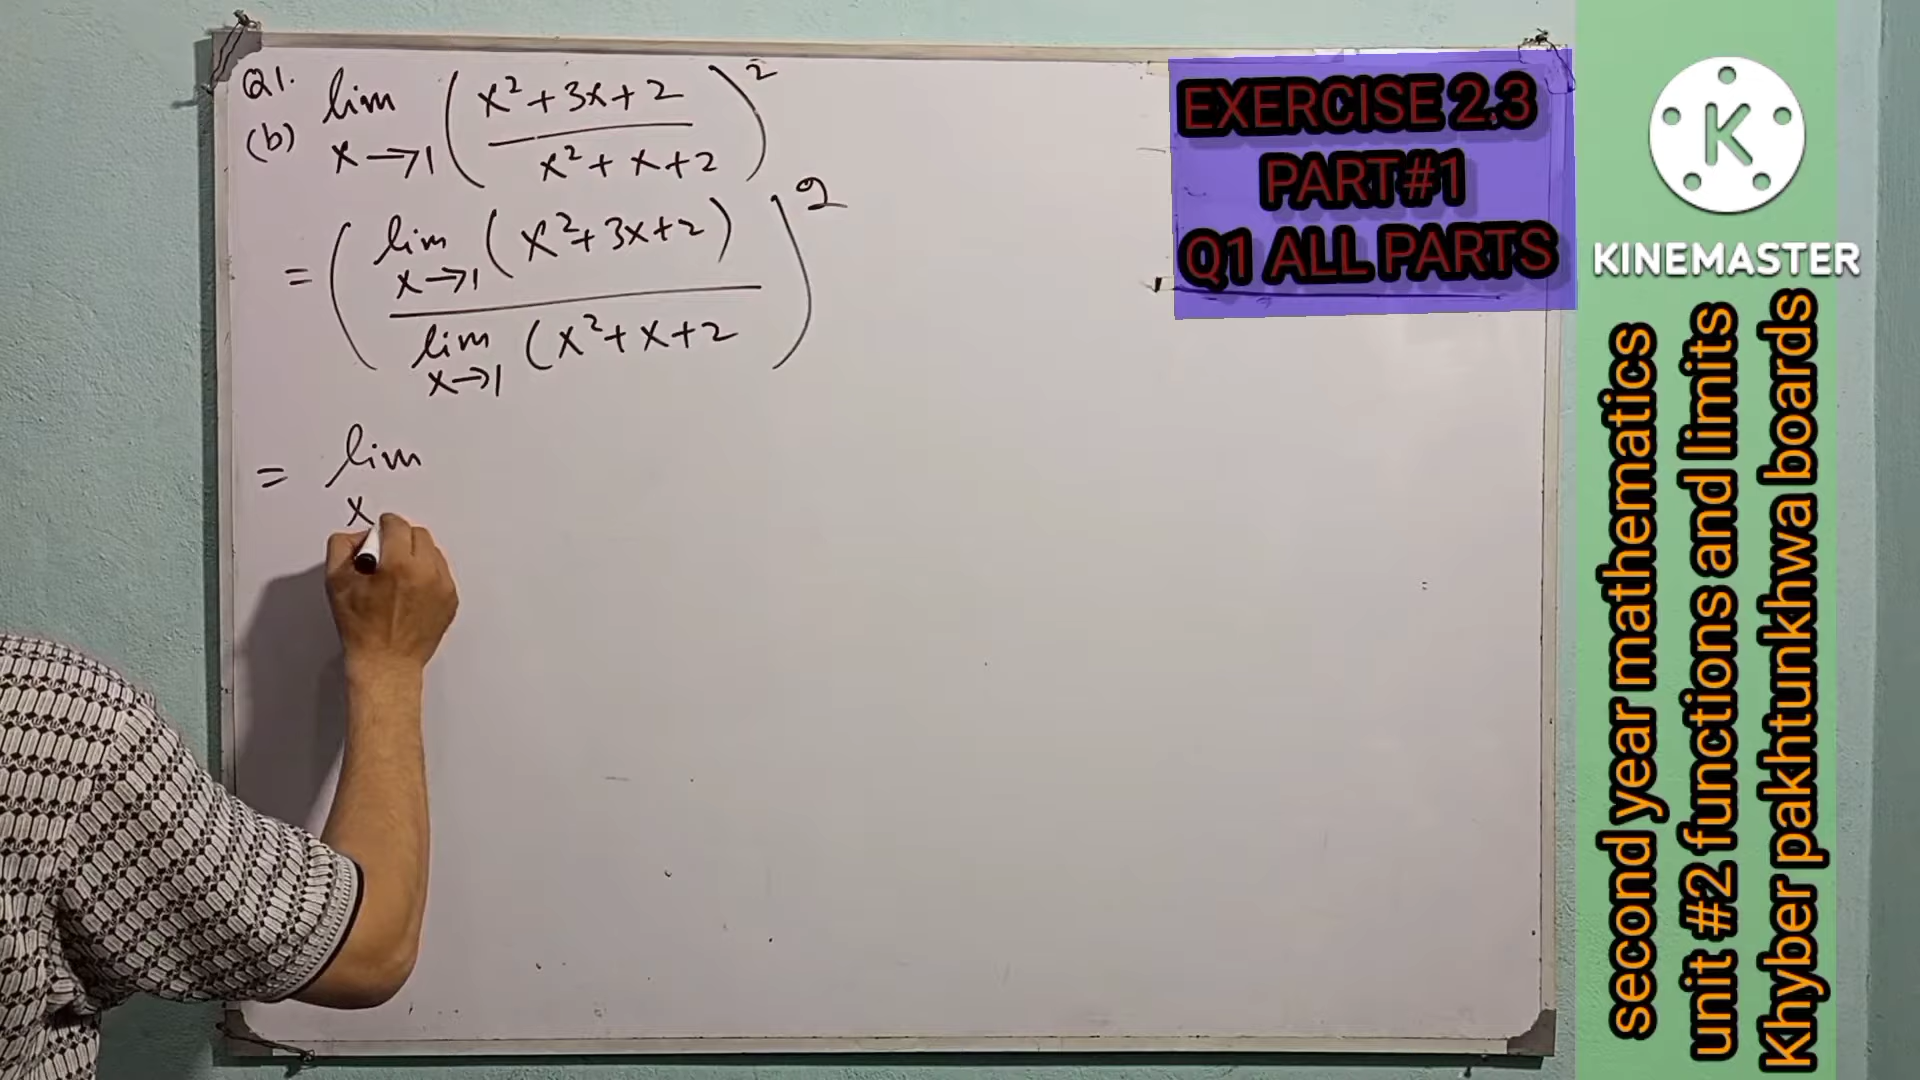 Q1.
(b) lim x→1 ( x²+3x+2 / x²+x+2 )²
= ( lim x→1 (x²+3x+2) / lim x→1 (x²+x+2 )²
= lim
x
EXERCISE 2.3
PART#1
Q1 ALL PARTS
K
KINEMASTER
second year mathematics
unit #2 functions and limits
Khyber pakhtunkhwa boards